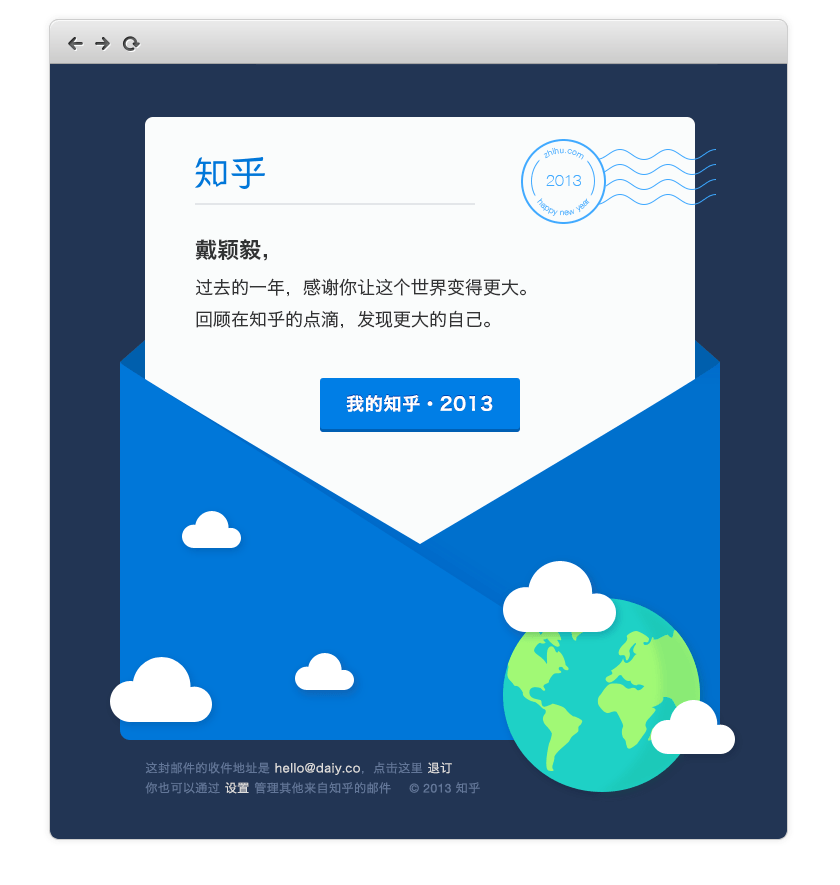 知乎
zhihu.com
2013
happy new year
戴颖毅，
过去的一年，感谢你让这个世界变得更大。
回顾在知乎的点滴，发现更大的自己。
我的知乎・2013
这封邮件的收件地址是 hello@daiy.co，点击这里 退订
你也可以通过 设置 管理其他来自知乎的邮件 © 2013 知乎